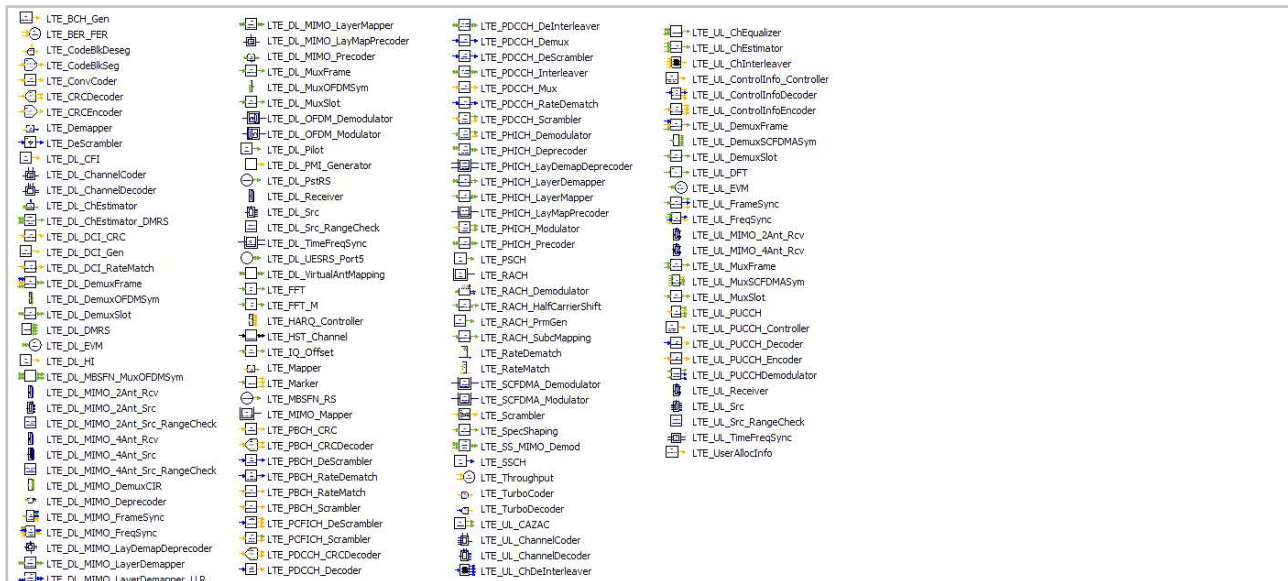 LTE_BCH_Gen
LTE_BER_FER
LTE_CodeBlkDeseg
LTE_CodeBlkSeg
LTE_ConvCoder
LTE_CRCDecoder
LTE_CRCEncoder
LTE_Demapper
LTE_DeScrambler
LTE_DL_CFI
LTE_DL_ChannelCoder
LTE_DL_ChannelDecoder
LTE_DL_ChEstimator
LTE_DL_ChEstimator_DMRS
LTE_DL_DCI_CRC
LTE_DL_DCI_Gen
LTE_DL_DCI_RateMatch
LTE_DL_DemuxFrame
LTE_DL_DemuxOFDMSym
LTE_DL_DemuxSlot
LTE_DL_DMRS
LTE_DL_EVM
LTE_DL_HI
LTE_DL_MBSFN_MuxOFDMSym
LTE_DL_MIMO_2Ant_Rcv
LTE_DL_MIMO_2Ant_Src
LTE_DL_MIMO_2Ant_Src_RangeCheck
LTE_DL_MIMO_4Ant_Rcv
LTE_DL_MIMO_4Ant_Src
LTE_DL_MIMO_4Ant_Src_RangeCheck
LTE_DL_MIMO_DemuxCIR
LTE_DL_MIMO_Deprecoder
LTE_DL_MIMO_FrameSync
LTE_DL_MIMO_FreqSync
LTE_DL_MIMO_LayDemapDeprecoder
LTE_DL_MIMO_LayerDemapper
LTE_DL_MIMO_LayerDemapper_LLR
LTE_DL_MIMO_LayerMapper
LTE_DL_MIMO_LayMapPrecoder
LTE_DL_MIMO_Precoder
LTE_DL_MuxFrame
LTE_DL_MuxOFDMSym
LTE_DL_MuxSlot
LTE_DL_OFDM_Demodulator
LTE_DL_OFDM_Modulator
LTE_DL_Pilot
LTE_DL_PMI_Generator
LTE_DL_PstRS
LTE_DL_Receiver
LTE_DL_Src
LTE_DL_Src_RangeCheck
LTE_DL_TimeFreqSync
LTE_DL_UESRS_Port5
LTE_DL_VirtualAntMapping
LTE_FFT
LTE_FFT_M
LTE_HARQ_Controller
LTE_HST_Channel
LTE_IQ_Offset
LTE_Mapper
LTE_Marker
LTE_MBSFN_RS
LTE_MIMO_Mapper
LTE_PBCH_CRC
LTE_PBCH_CRCDecoder
LTE_PBCH_DeScrambler
LTE_PBCH_RateDematch
LTE_PBCH_RateMatch
LTE_PBCH_Scrambler
LTE_PCFICH_DeScrambler
LTE_PCFICH_Scrambler
LTE_PDCCH_CRCDecoder
LTE_PDCCH_Decoder
LTE_PDCCH_DeInterleaver
LTE_PDCCH_Demux
LTE_PDCCH_DeScrambler
LTE_PDCCH_Interleaver
LTE_PDCCH_Mux
LTE_PDCCH_RateDematch
LTE_PDCCH_Scrambler
LTE_PHICH_Demodulator
LTE_PHICH_Deprecoder
LTE_PHICH_LayDemapDeprecoder
LTE_PHICH_LayerDemapper
LTE_PHICH_LayerMapper
LTE_PHICH_LayMapPrecoder
LTE_PHICH_Modulator
LTE_PHICH_Precoder
LTE_PSCH
LTE_RACH
LTE_RACH_Demodulator
LTE_RACH_HalfCarrierShift
LTE_RACH_PrmGen
LTE_RACH_SubcMapping
LTE_RateDematch
LTE_RateMatch
LTE_SCFDMA_Demodulator
LTE_SCFDMA_Modulator
LTE_Scrambler
LTE_SpecShaping
LTE_SS_MIMO_Demod
LTE_SSCH
LTE_Throughput
LTE_TurboCoder
LTE_TurboDecoder
LTE_UL_CAZAC
LTE_UL_ChannelCoder
LTE_UL_ChannelDecoder
LTE_UL_ChDeInterleaver
LTE_UL_ChEqualizer
LTE_UL_ChEstimator
LTE_UL_ChInterleaver
LTE_UL_ControlInfo_Controller
LTE_UL_ControlInfoDecoder
LTE_UL_ControlInfoEncoder
LTE_UL_DemuxFrame
LTE_UL_DemuxSCFDMASym
LTE_UL_DemuxSlot
LTE_UL_DFT
LTE_UL_EVM
LTE_UL_FrameSync
LTE_UL_FreqSync
LTE_UL_MIMO_2Ant_Rcv
LTE_UL_MIMO_4Ant_Rcv
LTE_UL_MuxFrame
LTE_UL_MuxSCFDMASym
LTE_UL_MuxSlot
LTE_UL_PUCCH
LTE_UL_PUCCH_Controller
LTE_UL_PUCCH_Decoder
LTE_UL_PUCCH_Encoder
LTE_UL_PUCCHDemodulator
LTE_UL_Receiver
LTE_UL_Src
LTE_UL_Src_RangeCheck
LTE_UL_TimeFreqSync
LTE_UserAllocInfo